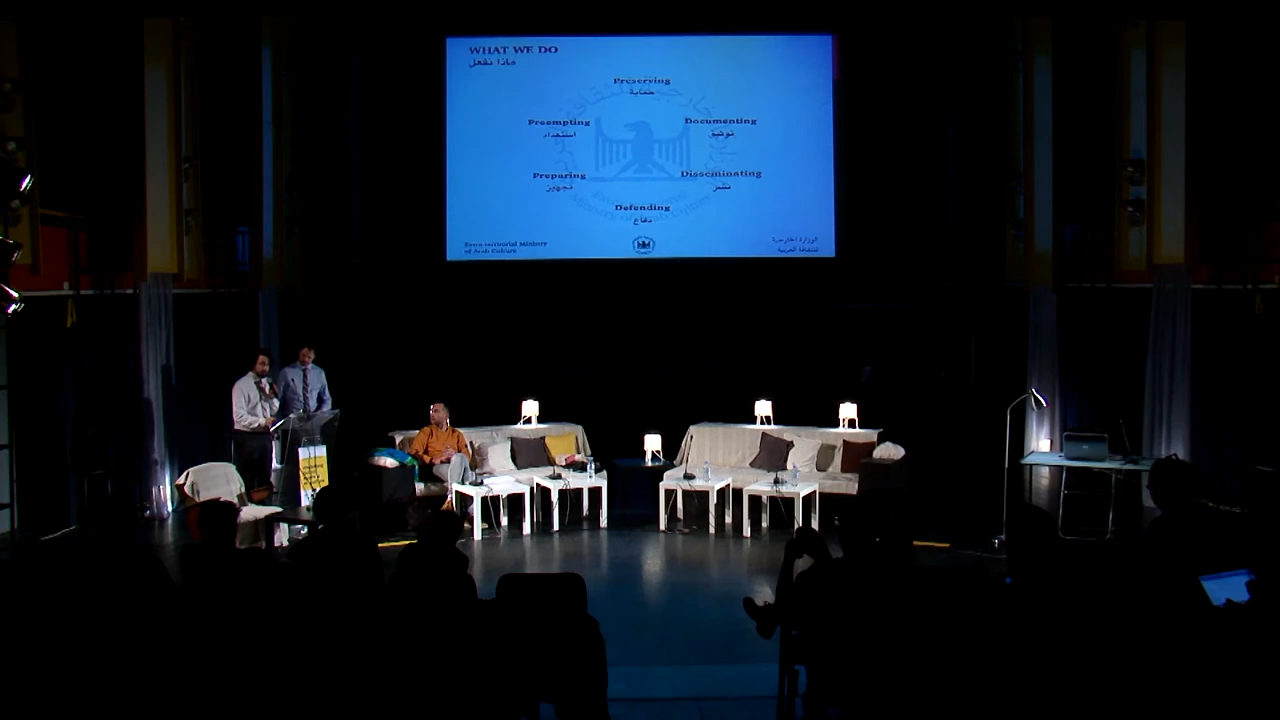 WHAT WE DO
ماذا نفعل
Preserving
حماية
Preempting
استعداد
Documenting
توثيق
Preparing
تجهيز
Disseminating
نشر
Defending
دفاع
Extra-territorial Ministry
of Arab Culture
الوزارة الخارجية
للثقافة العربية